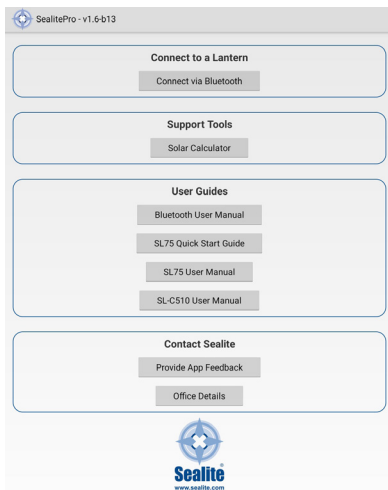 SealitePro - v1.6-b13
Connect to a Lantern
Connect via Bluetooth
Support Tools
Solar Calculator
User Guides
Bluetooth User Manual
SL75 Quick Start Guide
SL75 User Manual
SL-C510 User Manual
Contact Sealite
Provide App Feedback
Office Details
Sealite®
www.sealite.com